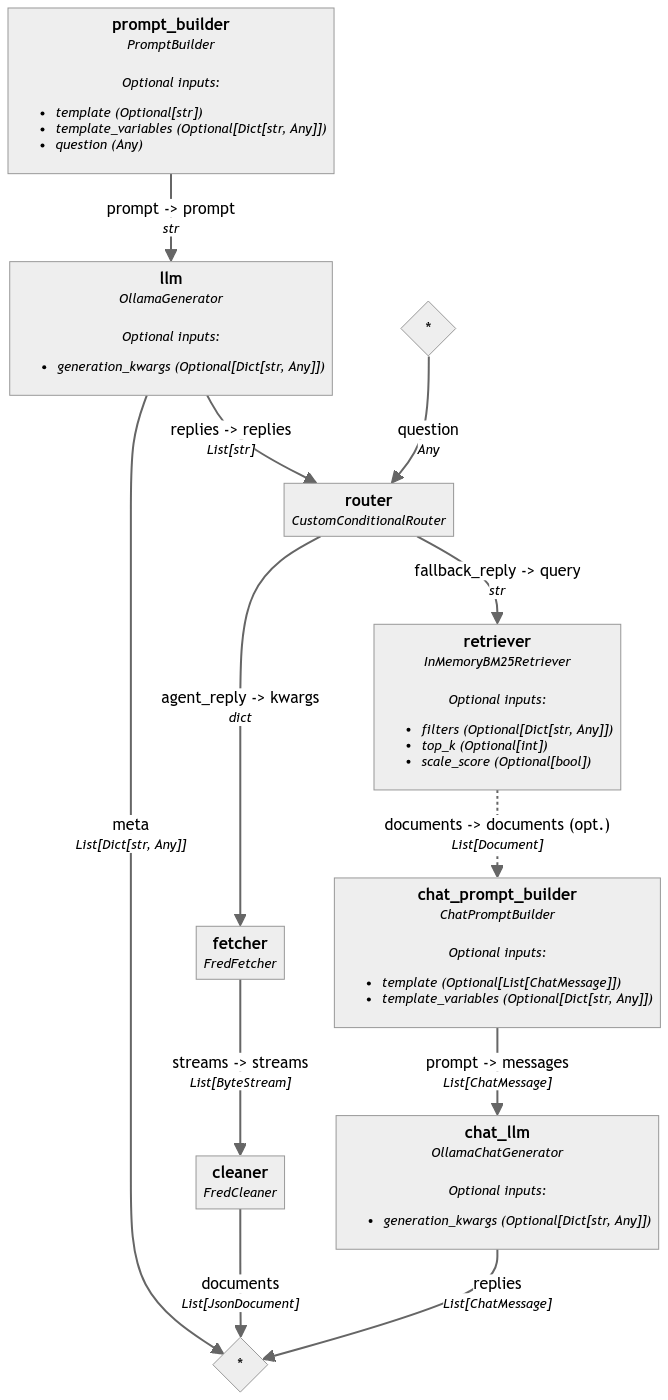 prompt_builder
PromptBuilder
Optional inputs:
• template (Optional[str])
• template_variables (Optional[Dict[str, Any]])
• question (Any)
prompt -> prompt
str
llm
OllamaGenerator
Optional inputs:
• generation_kwargs (Optional[Dict[str, Any]])
*
replies -> replies
List[str]
question
Any
router
CustomConditionalRouter
fallback_reply -> query
str
retriever
InMemoryBM25Retriever
Optional inputs:
• filters (Optional[Dict[str, Any]])
• top_k (Optional[int])
• scale_score (Optional[bool])
agent_reply -> kwargs
dict
meta
List[Dict[str, Any]]
documents -> documents (opt.)
List[Document]
chat_prompt_builder
ChatPromptBuilder
Optional inputs:
• template (Optional[List[ChatMessage]])
• template_variables (Optional[Dict[str, Any]])
fetcher
FredFetcher
streams -> streams
List[ByteStream]
prompt -> messages
List[ChatMessage]
chat_llm
OllamaChatGenerator
Optional inputs:
• generation_kwargs (Optional[Dict[str, Any]])
cleaner
FredCleaner
documents
List[JsonDocument]
replies
List[ChatMessage]
*